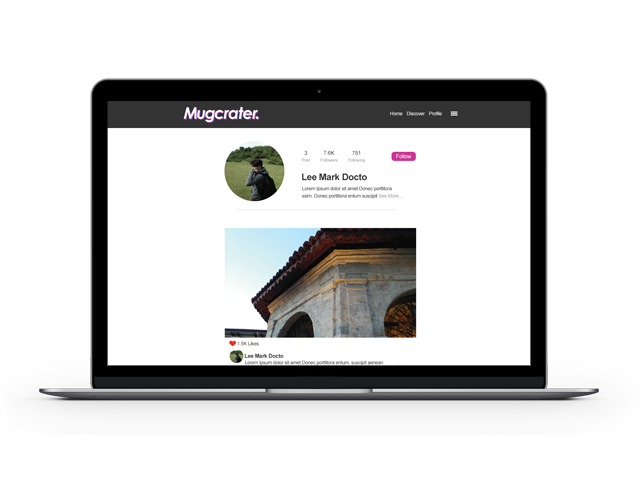 Mugcrater.
Home Discover Profile
3 7.6K 751
Post Followers Following
Follow
Lee Mark Docto
Lorem Ipsum dolor sit amet Donec porttitora
ssim. Donec porttitora entum suscipit See More...
1.5K Likes
Lee Mark Docto
Lorem ipsum dolor sit amet Donec porttitora entum. suscipit aenean